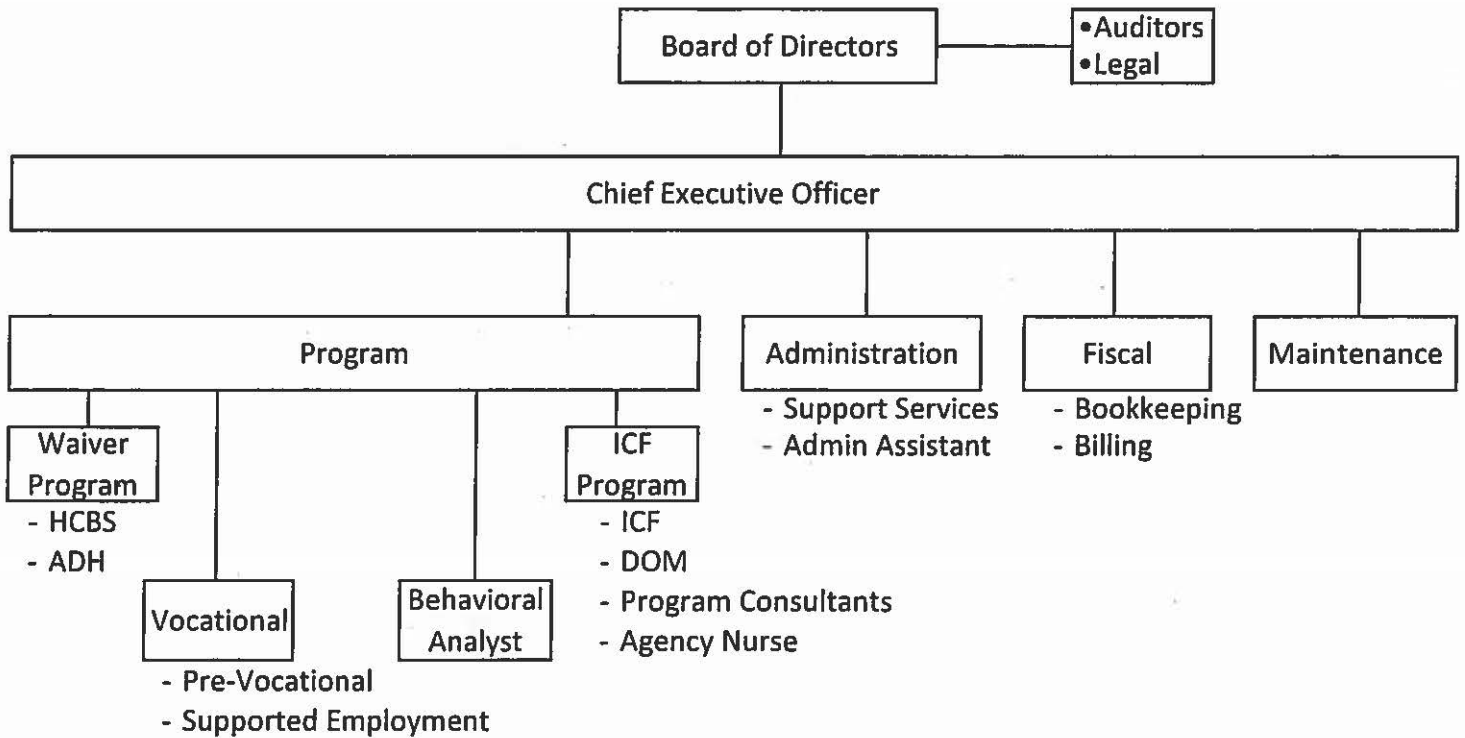 Board of Directors
•Auditors
•Legal
Chief Executive Officer
Program
Administration
Fiscal
Maintenance
- Support Services
- Admin Assistant
- Bookkeeping
- Billing
Waiver
Program
- HCBS
- ADH
ICF
Program
- ICF
- DOM
- Program Consultants
- Agency Nurse
Vocational
- Pre-Vocational
- Supported Employment
Behavioral
Analyst